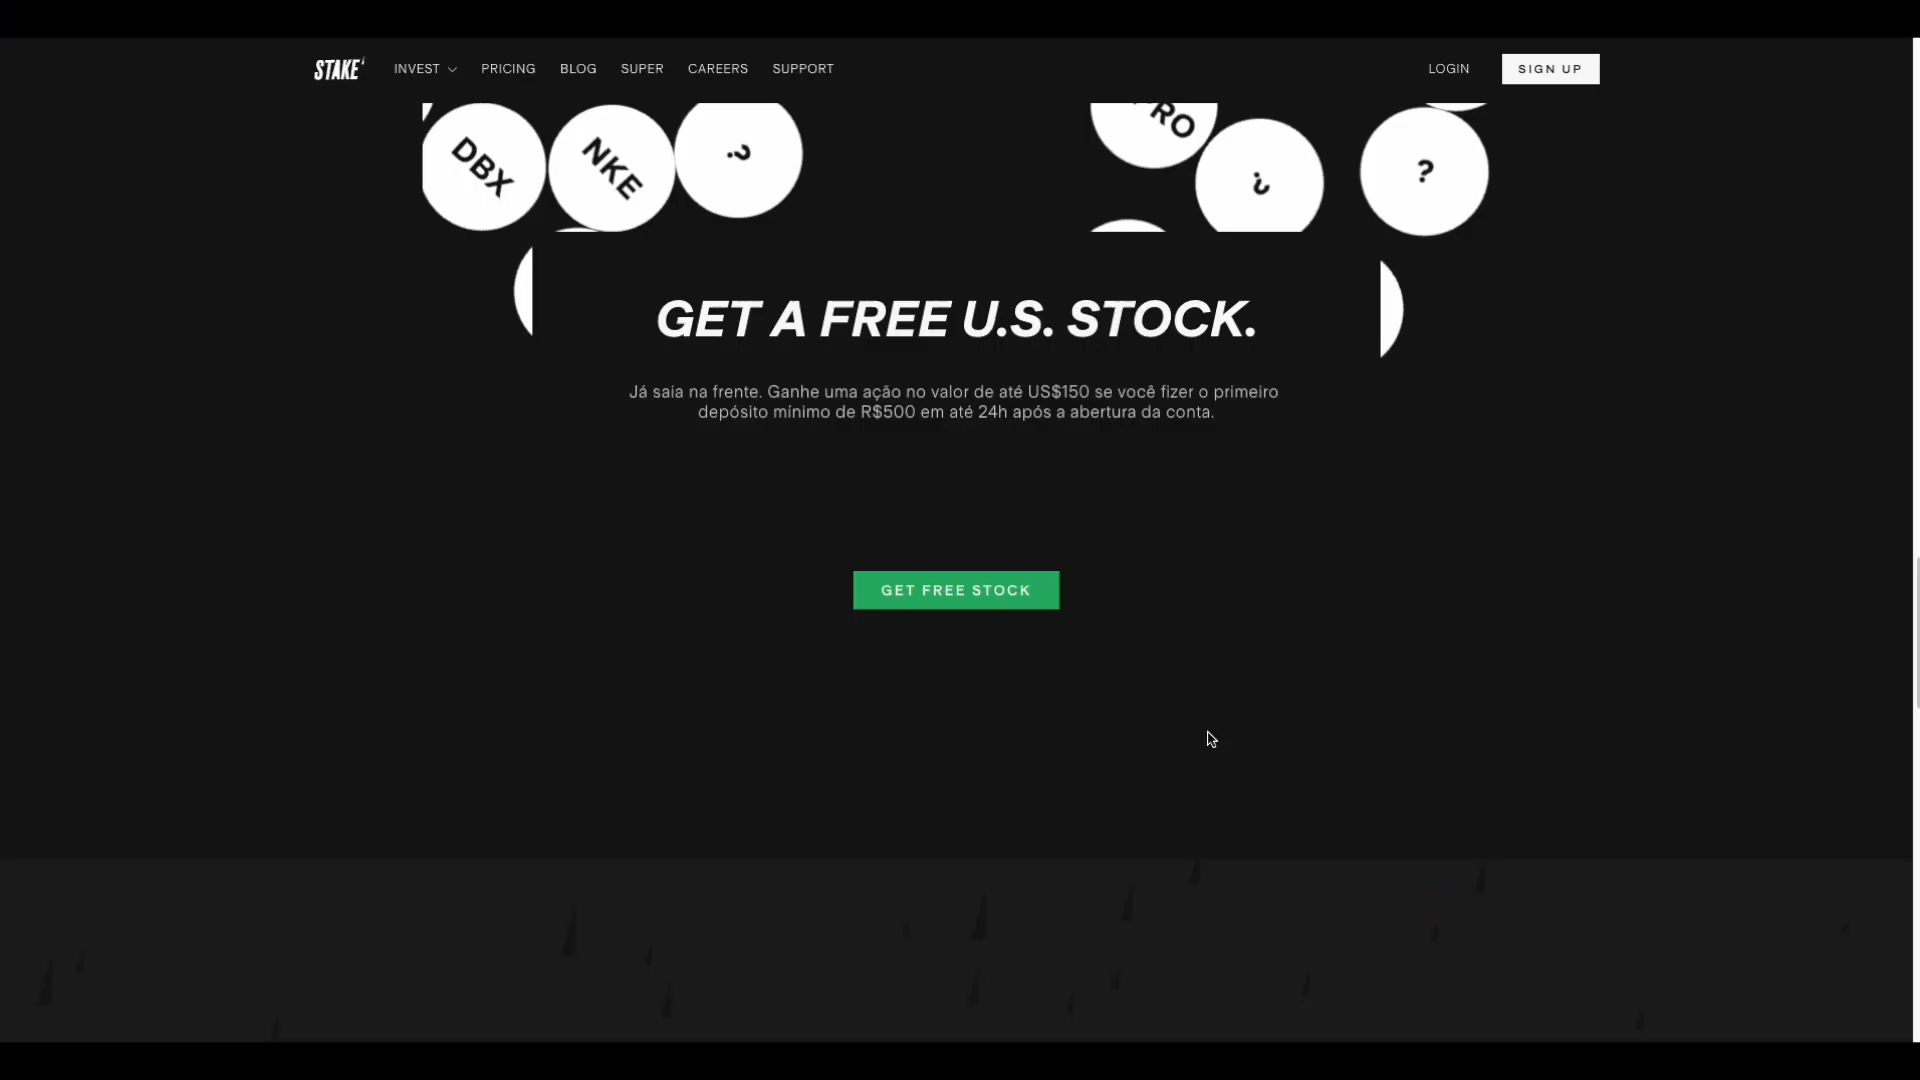 STAKE
INVEST
PRICING
BLOG
SUPER
CAREERS
SUPPORT
LOGIN
SIGN UP
DBX
NKE
?
RO
?
?
GET A FREE U.S. STOCK.
Já saia na frente. Ganhe uma ação no valor de até US$150 se você fizer o primeiro
depósito mínimo de R$500 em até 24h após a abertura da conta.
GET FREE STOCK